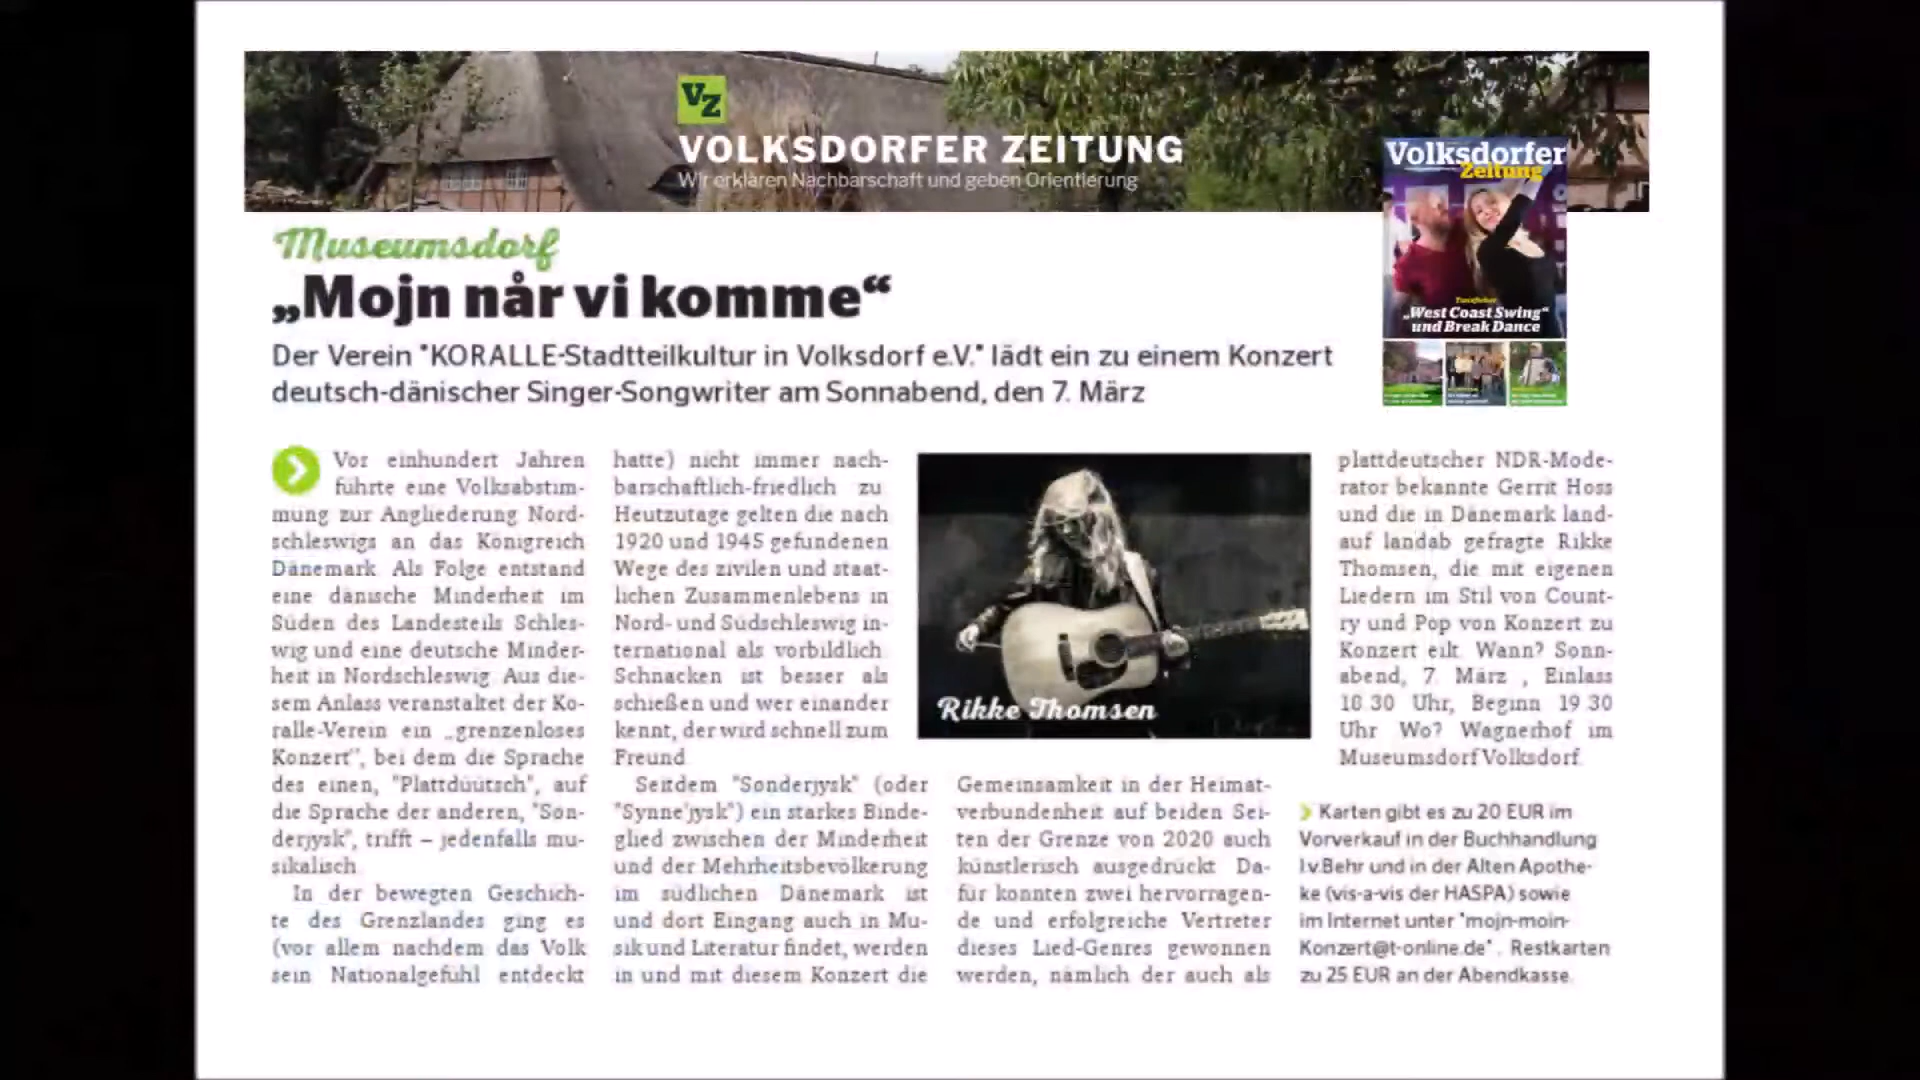 VZ
VOLKSDORFER ZEITUNG
Wir erklären Nachbarschaft und geben Orientierung
Volksdorfer
Zeitung
Tanzfieber
„West Coast Swing“
und Break Dance
Museumsdorf
„Mojn når vi komme“
Der Verein "KORALLE-Stadtteilkultur in Volksdorf e.V." lädt ein zu einem Konzert
deutsch-dänischer Singer-Songwriter am Sonnabend, den 7. März
Vor einhundert Jahren
führte eine Volksabstim-
mung zur Angliederung Nord-
schleswigs an das Königreich
Dänemark. Als Folge entstand
eine dänische Minderheit im
Süden des Landesteils Schles-
wig und eine deutsche Minder-
heit in Nordschleswig. Aus die-
sem Anlass veranstaltet der Ko-
ralle-Verein ein „grenzenloses
Konzert", bei dem die Sprache
des einen, "Plattdüütsch", auf
die Sprache der anderen, "Son-
derjysk", trifft – jedenfalls mu-
sikalisch.
In der bewegten Geschich-
te des Grenzlandes ging es
(vor allem nachdem das Volk
sein Nationalgefühl entdeckt
hatte) nicht immer nach-
barschaftlich-friedlich zu.
Heutzutage gelten die nach
1920 und 1945 gefundenen
Wege des zivilen und staat-
lichen Zusammenlebens in
Nord- und Südschleswig in-
ternational als vorbildlich.
Schnacken ist besser als
schießen und wer einander
kennt, der wird schnell zum
Freund.
Seitdem "Sonderjysk" (oder
"Synne'jysk") ein starkes Binde-
glied zwischen der Minderheit
und der Mehrheitsbevölkerung
im südlichen Dänemark ist
und dort Eingang auch in Mu-
sik und Literatur findet, werden
in und mit diesem Konzert die
Rikke Thomsen
Gemeinsamkeit in der Heimat-
verbundenheit auf beiden Sei-
ten der Grenze von 2020 auch
künstlerisch ausgedrückt. Da-
für konnten zwei hervorragen-
de und erfolgreiche Vertreter
dieses Lied-Genres gewonnen
werden, nämlich der auch als
plattdeutscher NDR-Mode-
rator bekannte Gerrit Hoss
und die in Dänemark land-
auf landab gefragte Rikke
Thomsen, die mit eigenen
Liedern im Stil von Count-
ry und Pop von Konzert zu
Konzert eilt. Wann? Sonn-
abend, 7. März , Einlass
18.30 Uhr, Beginn 19.30
Uhr. Wo? Wagnerhof im
Museumsdorf Volksdorf.
Karten gibt es zu 20 EUR im
Vorverkauf in der Buchhandlung
I.v.Behr und in der Alten Apothe-
ke (vis-a-vis der HASPA) sowie
im Internet unter "mojn-moin-
Konzert@t-online.de" . Restkarten
zu 25 EUR an der Abendkasse.